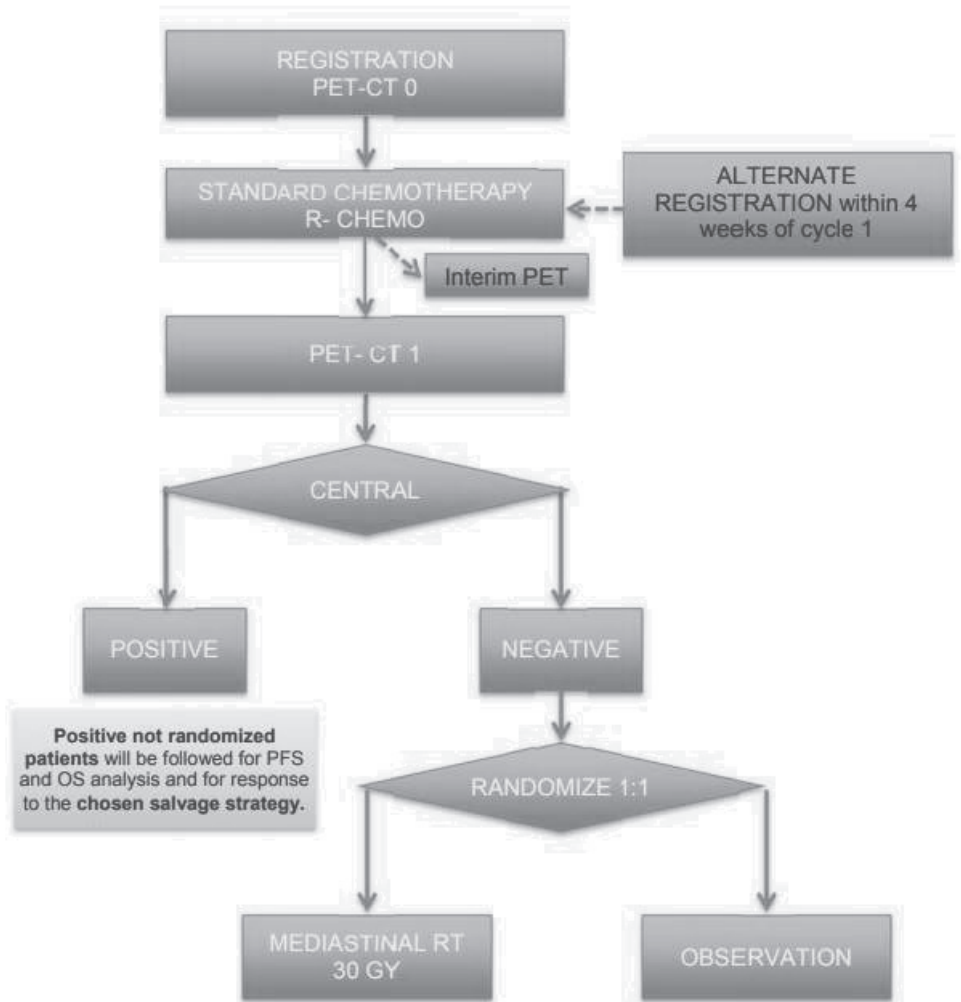 REGISTRATION
PET-CT 0
STANDARD CHEMOTHERAPY
R- CHEMO
ALTERNATE
REGISTRATION within 4
weeks of cycle 1
Interim PET
PET- CT 1
CENTRAL
POSITIVE
NEGATIVE
Positive not randomized
patients will be followed for PFS
and OS analysis and for response
to the chosen salvage strategy.
RANDOMIZE 1:1
MEDIASTINAL RT
30 GY
OBSERVATION